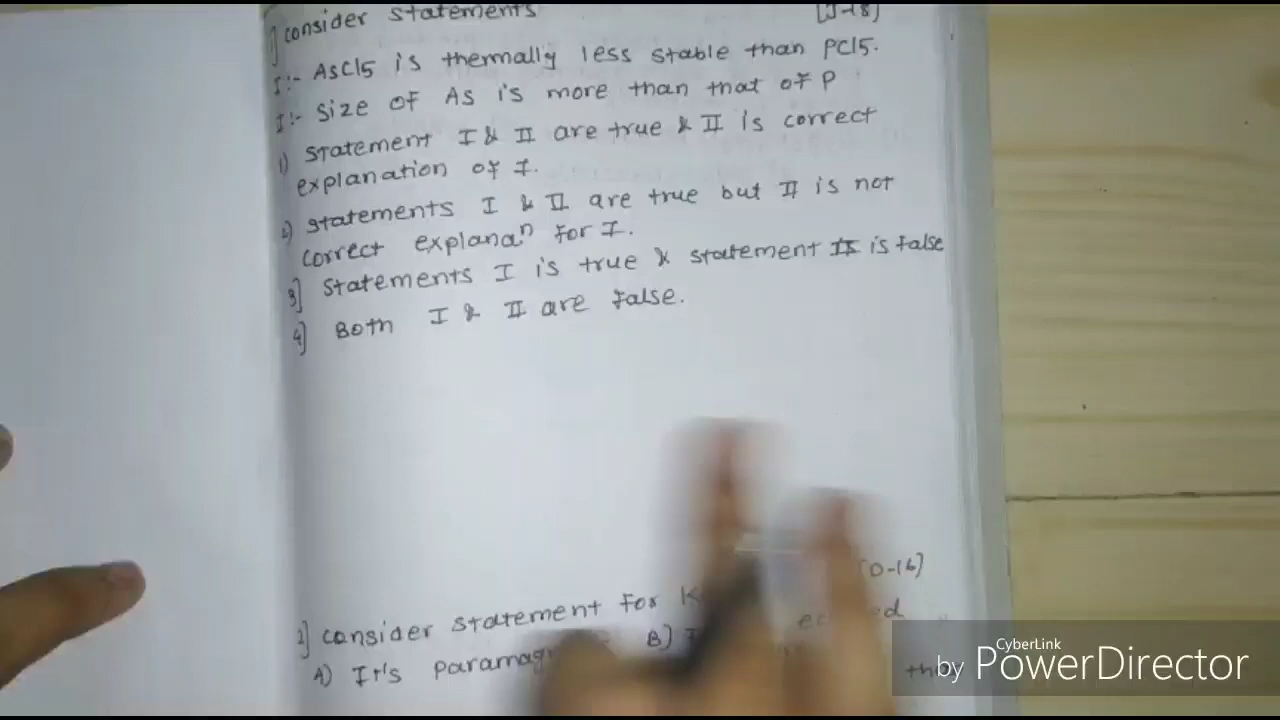 1] consider statements [J-18]
I:- AsCl5 is thermally less stable than PCl5.
I:- Size of As is more than that of P
1) Statement I & II are true & II is correct
explanation of I.
2) Statements I & II are true but II is not
correct explanaⁿ for I.
3] Statements I is true & statement II is false
4] Both I & II are false.
[D-16]
2] Consider statement for
A) It's B)
CyberLink
by PowerDirector